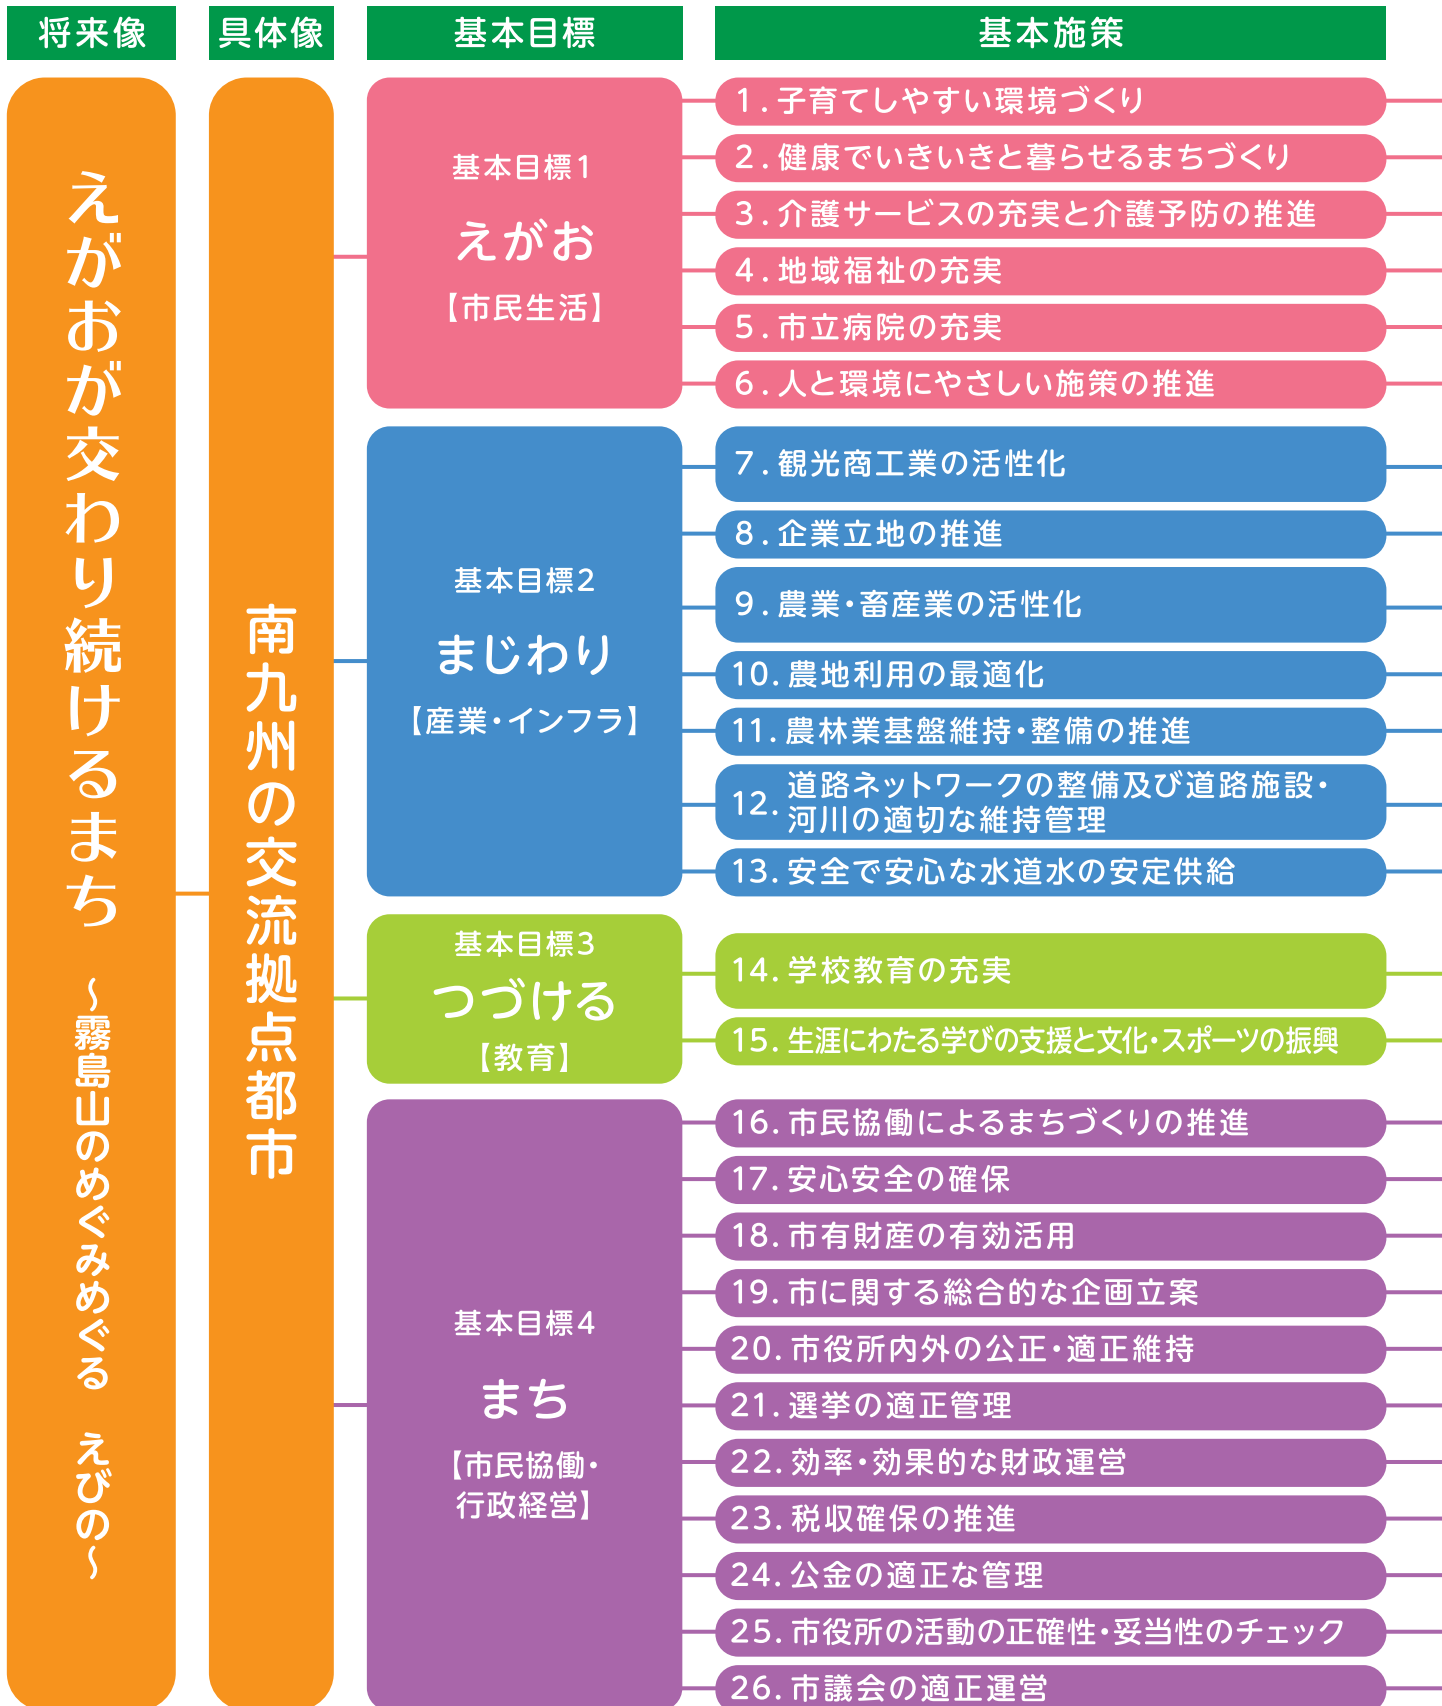 将来像
具体像
基本目標
基本施策
えがおが交わり続けるまち
～霧島山のめぐみめぐる　えびの～
南九州の交流拠点都市
基本目標1
えがお
【市民生活】
1.子育てしやすい環境づくり
2.健康でいきいきと暮らせるまちづくり
3.介護サービスの充実と介護予防の推進
4.地域福祉の充実
5.市立病院の充実
6.人と環境にやさしい施策の推進
基本目標2
まじわり
【産業・インフラ】
7.観光商工業の活性化
8.企業立地の推進
9.農業・畜産業の活性化
10.農地利用の最適化
11.農林業基盤維持・整備の推進
12.道路ネットワークの整備及び道路施設・
河川の適切な維持管理
13.安全で安心な水道水の安定供給
基本目標3
つづける
【教育】
14.学校教育の充実
15.生涯にわたる学びの支援と文化・スポーツの振興
基本目標4
まち
【市民協働・
行政経営】
16.市民協働によるまちづくりの推進
17.安心安全の確保
18.市有財産の有効活用
19.市に関する総合的な企画立案
20.市役所内外の公正・適正維持
21.選挙の適正管理
22.効率・効果的な財政運営
23.税収確保の推進
24.公金の適正な管理
25.市役所の活動の正確性・妥当性のチェック
26.市議会の適正運営